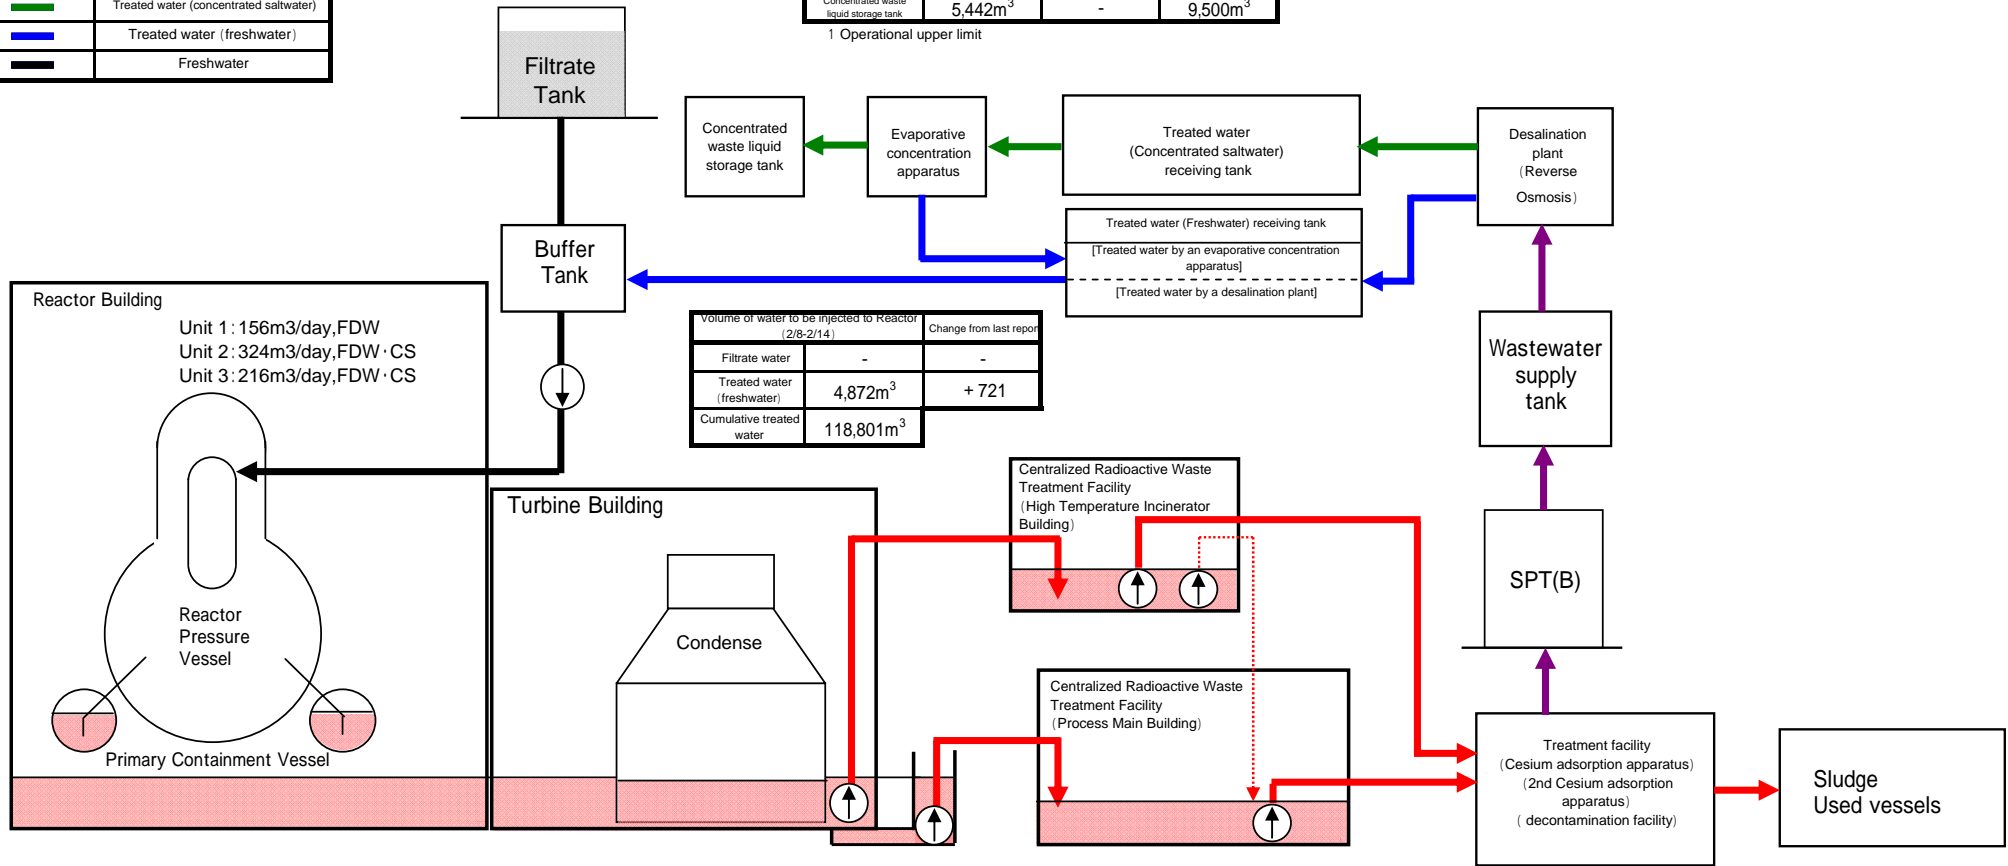 Treated water (concentrated saltwater)
Treated water (freshwater)
Freshwater
Concentrated waste
liquid storage tank
5,442m³
-
9,500m³
1 Operational upper limit
Filtrate
Tank
Concentrated
waste liquid
storage tank
Evaporative
concentration
apparatus
Treated water
(Concentrated saltwater)
receiving tank
Desalination
plant
(Reverse
Osmosis)
Treated water (Freshwater) receiving tank
[Treated water by an evaporative concentration
apparatus]
[Treated water by a desalination plant]
Buffer
Tank
Reactor Building
Unit 1:156m3/day,FDW
Unit 2:324m3/day,FDW・CS
Unit 3:216m3/day,FDW・CS
Volume of water to be injected to Reactor
(2/8-2/14)
Change from last repor
Filtrate water
-
-
Treated water
(freshwater)
4,872m³
+ 721
Cumulative treated
water
118,801m³
Wastewater
supply
tank
Centralized Radioactive Waste
Treatment Facility
(High Temperature Incinerator
Building)
Turbine Building
SPT(B)
Condense
Reactor
Pressure
Vessel
Primary Containment Vessel
Centralized Radioactive Waste
Treatment Facility
(Process Main Building)
Treatment facility
(Cesium adsorption apparatus)
(2nd Cesium adsorption
apparatus)
( decontamination facility)
Sludge
Used vessels